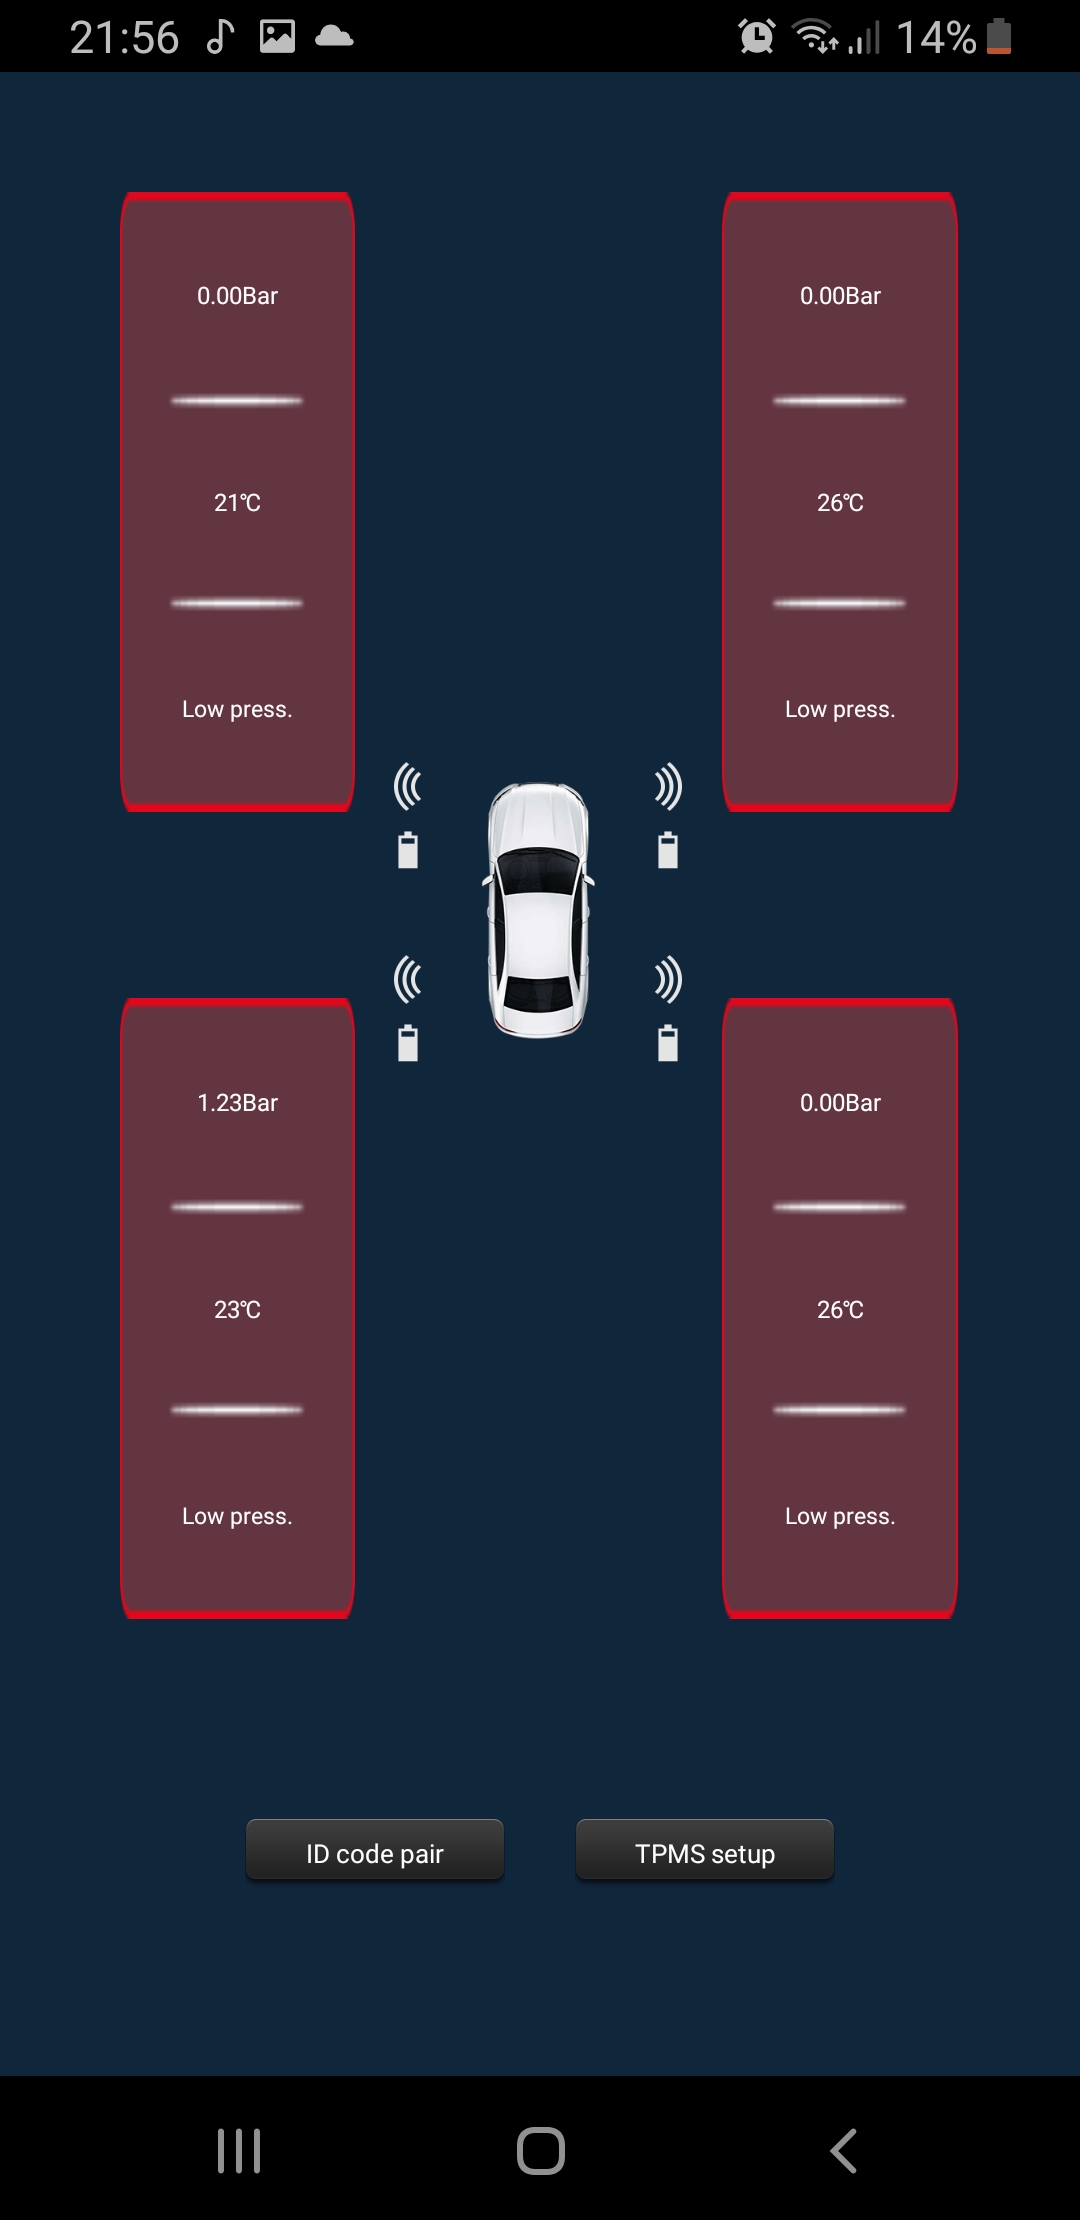 21:56 14%
0.00Bar 0.00Bar
21℃ 26℃
Low press. Low press.
1.23Bar 0.00Bar
23℃ 26℃
Low press. Low press.
ID code pair TPMS setup